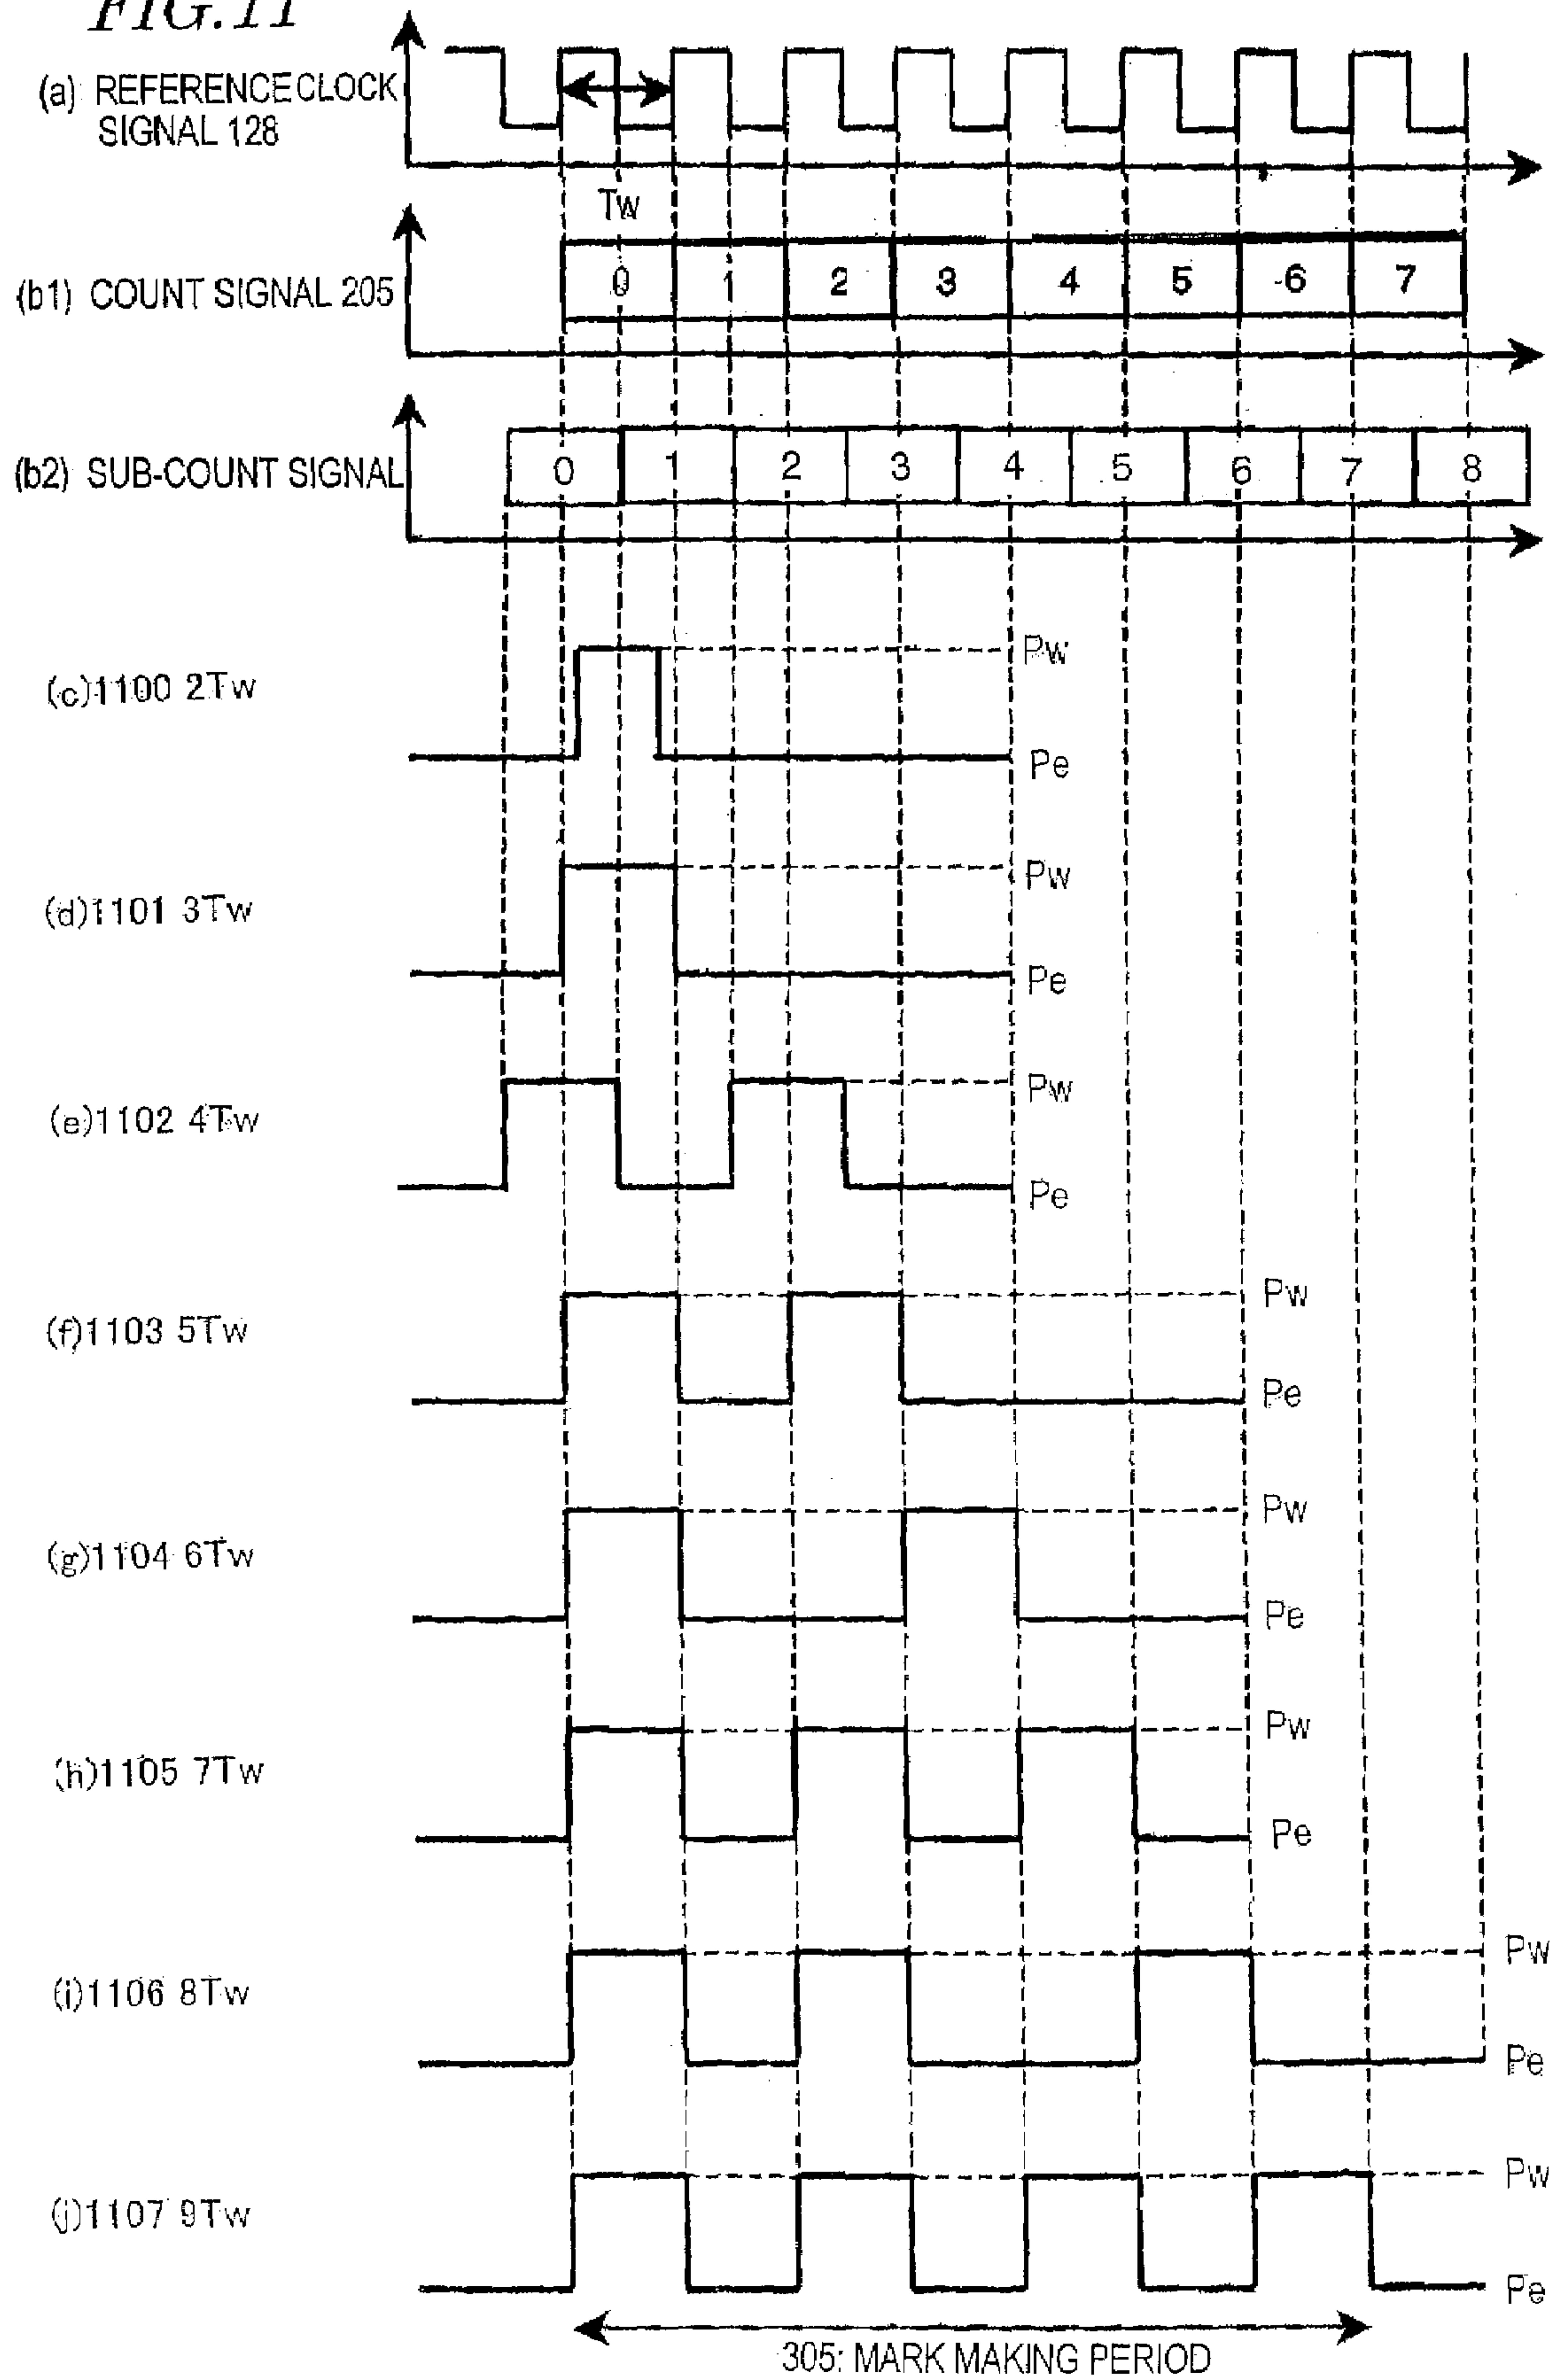 FIG.11
(a) REFERENCE CLOCK
SIGNAL 128
Tw
(b1) COUNT SIGNAL 205
0 1 2 3 4 5 6 7
(b2) SUB-COUNT SIGNAL
0 1 2 3 4 5 6 7 8
(c)1100 2Tw
Pw
Pe
(d)1101 3Tw
Pw
Pe
(e)1102 4Tw
Pw
Pe
(f)1103 5Tw
Pw
Pe
(g)1104 6Tw
Pw
Pe
(h)1105 7Tw
Pw
Pe
(i)1106 8Tw
Pw
Pe
(j)1107 9Tw
Pw
Pe
305: MARK MAKING PERIOD